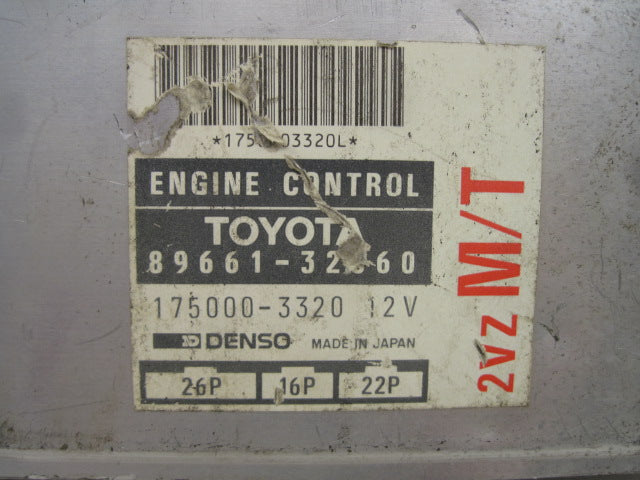 ENGINE CONTROL
TOYOTA
175000-3320 12V
DENSO MADE IN JAPAN
26P 16P 22P
2VZ M/T